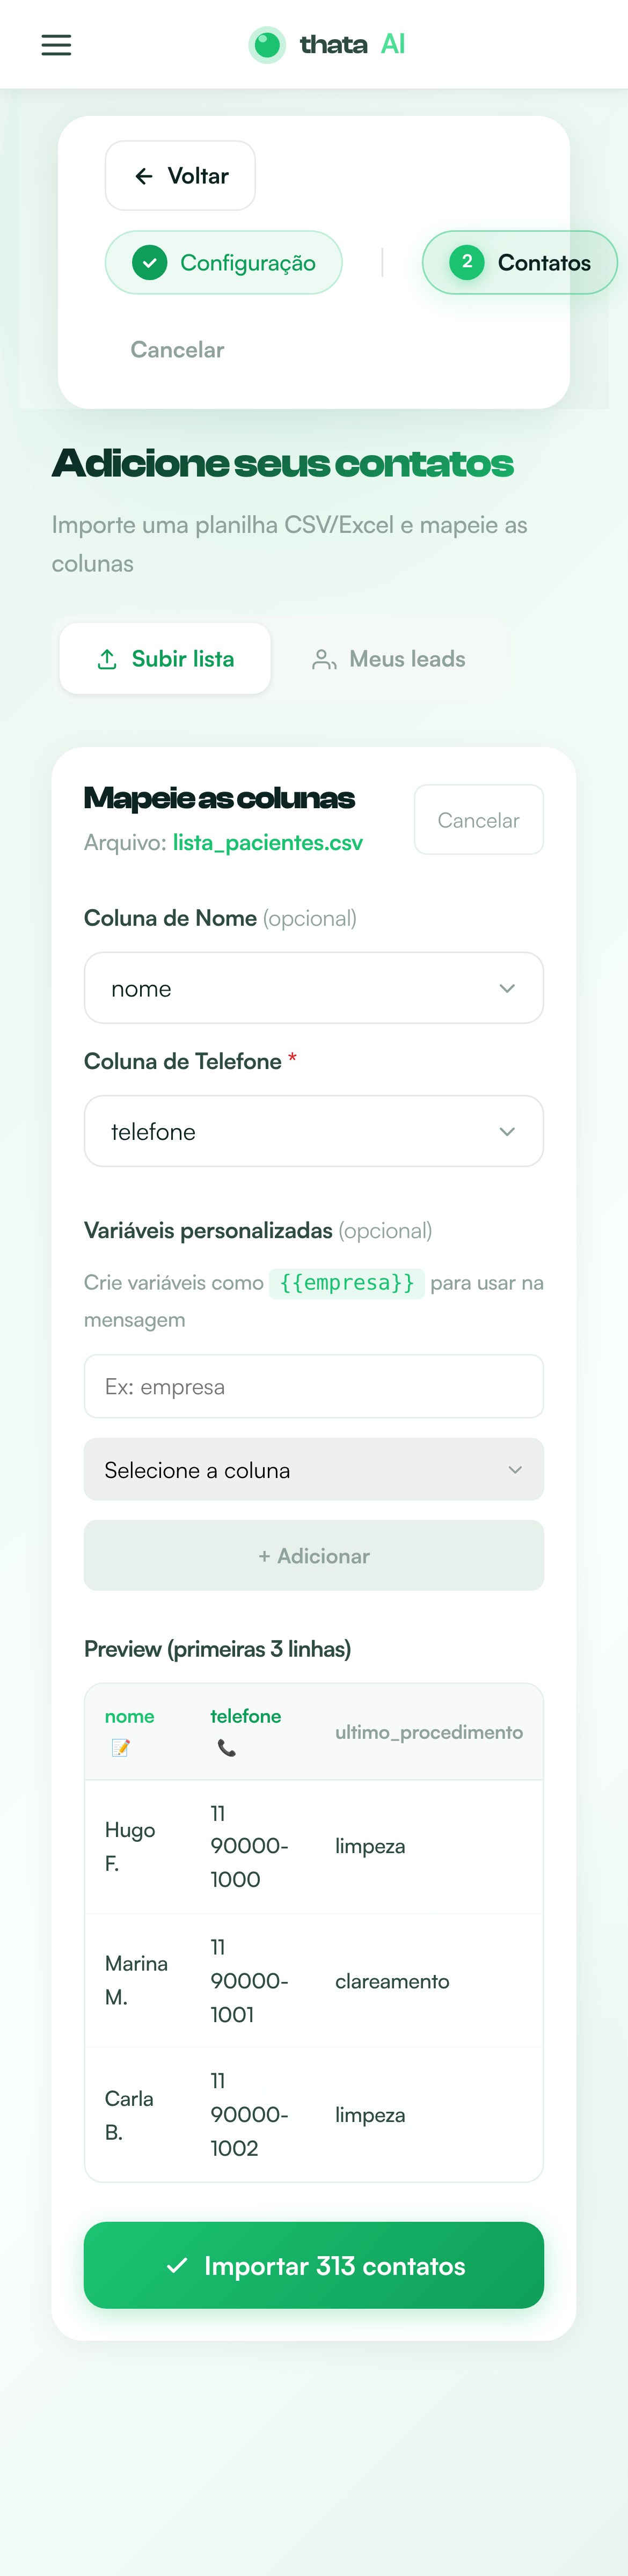 thata AI
Voltar
Configuração
2 Contatos
Cancelar
Adicione seus contatos
Importe uma planilha CSV/Excel e mapeie as
colunas
Subir lista
Meus leads
Mapeie as colunas
Cancelar
Arquivo: lista_pacientes.csv
Coluna de Nome (opcional)
nome
Coluna de Telefone *
telefone
Variáveis personalizadas (opcional)
Crie variáveis como {{empresa}} para usar na
mensagem
Ex: empresa
Selecione a coluna
+ Adicionar
Preview (primeiras 3 linhas)
nome telefone ultimo_procedimento
Hugo F. 11 90000-1000 limpeza
Marina M. 11 90000-1001 clareamento
Carla B. 11 90000-1002 limpeza
Importar 313 contatos